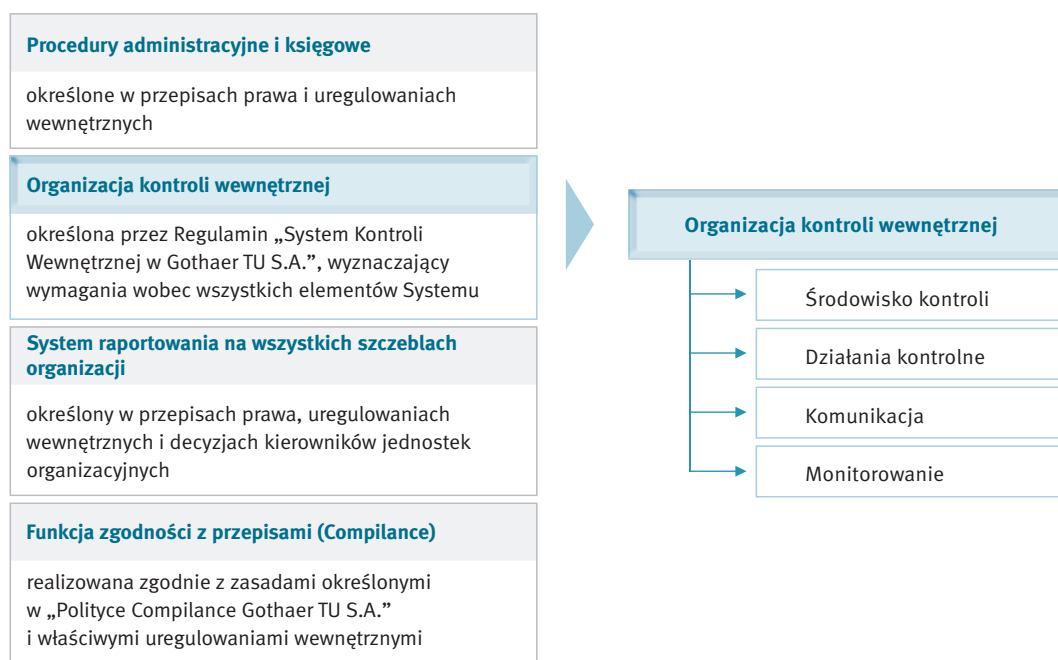 Procedury administracyjne i księgowe
określone w przepisach prawa i uregulowaniach
wewnętrznych
Organizacja kontroli wewnętrznej
określona przez Regulamin „System Kontroli
Wewnętrznej w Gothaer TU S.A.”, wyznaczający
wymagania wobec wszystkich elementów Systemu
System raportowania na wszystkich szczeblach
organizacji
określony w przepisach prawa, uregulowaniach
wewnętrznych i decyzjach kierowników jednostek
organizacyjnych
Funkcja zgodności z przepisami (Compilance)
realizowana zgodnie z zasadami określonymi
w „Polityce Compilance Gothaer TU S.A.”
i właściwymi uregulowaniami wewnętrznymi
Organizacja kontroli wewnętrznej
Środowisko kontroli
Działania kontrolne
Komunikacja
Monitorowanie